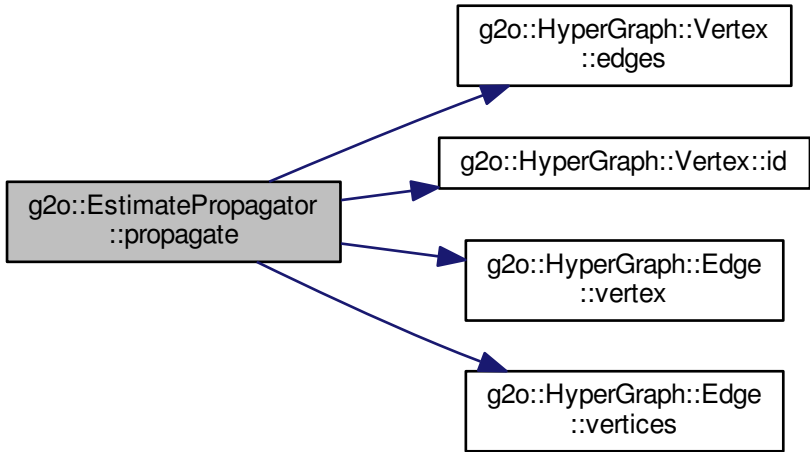 g2o::HyperGraph::Vertex
::edges
g2o::HyperGraph::Vertex::id
g2o::EstimatePropagator
::propagate
g2o::HyperGraph::Edge
::vertex
g2o::HyperGraph::Edge
::vertices